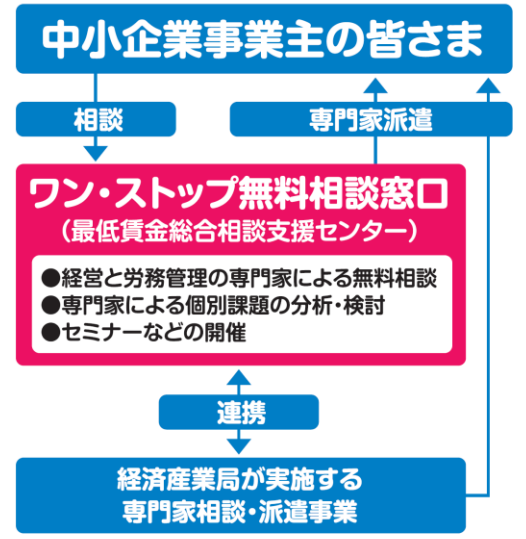 中小企業事業主の皆さま
相談
専門家派遣
ワン・ストップ無料相談窓口
（最低賃金総合相談支援センター）
●経営と労務管理の専門家による無料相談
●専門家による個別課題の分析・検討
●セミナーなどの開催
連携
経済産業局が実施する
専門家相談・派遣事業